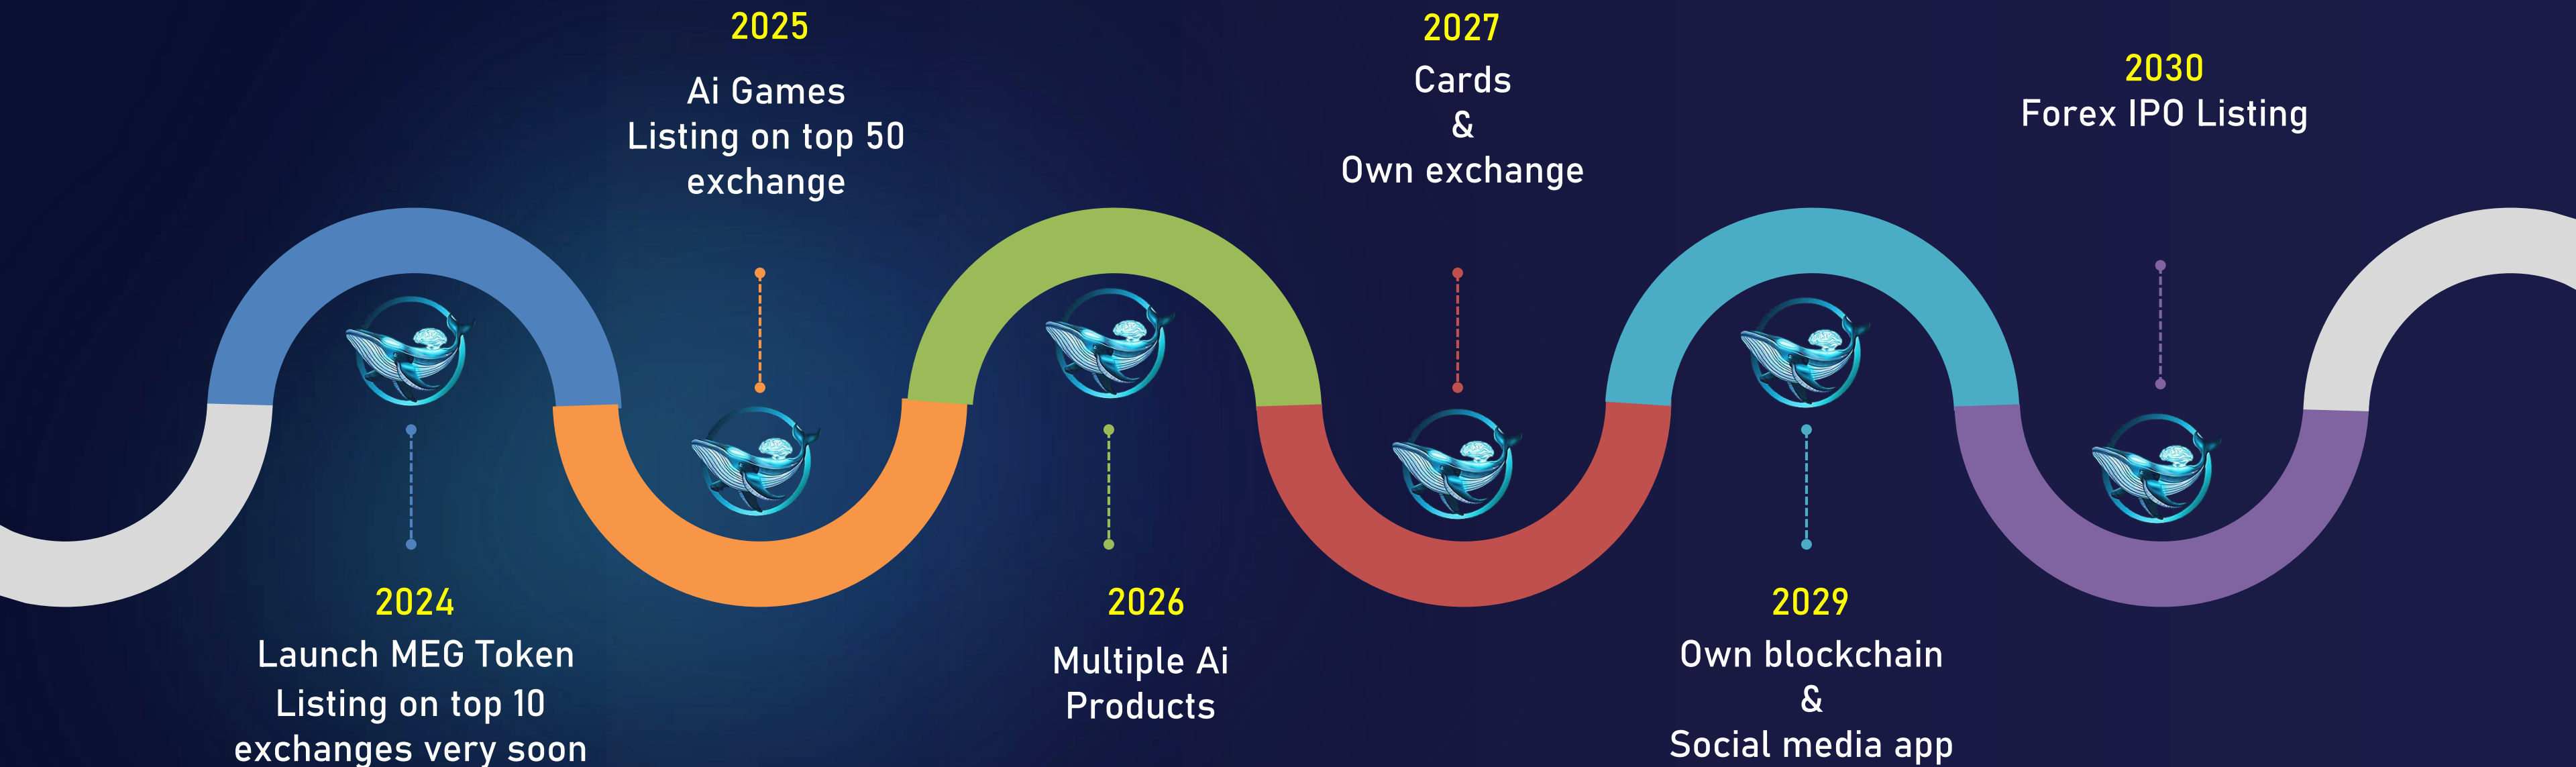 2024
Launch MEG Token
Listing on top 10
exchanges very soon
2025
Ai Games
Listing on top 50
exchange
2026
Multiple Ai
Products
2027
Cards
&
Own exchange
2029
Own blockchain
&
Social media app
2030
Forex IPO Listing